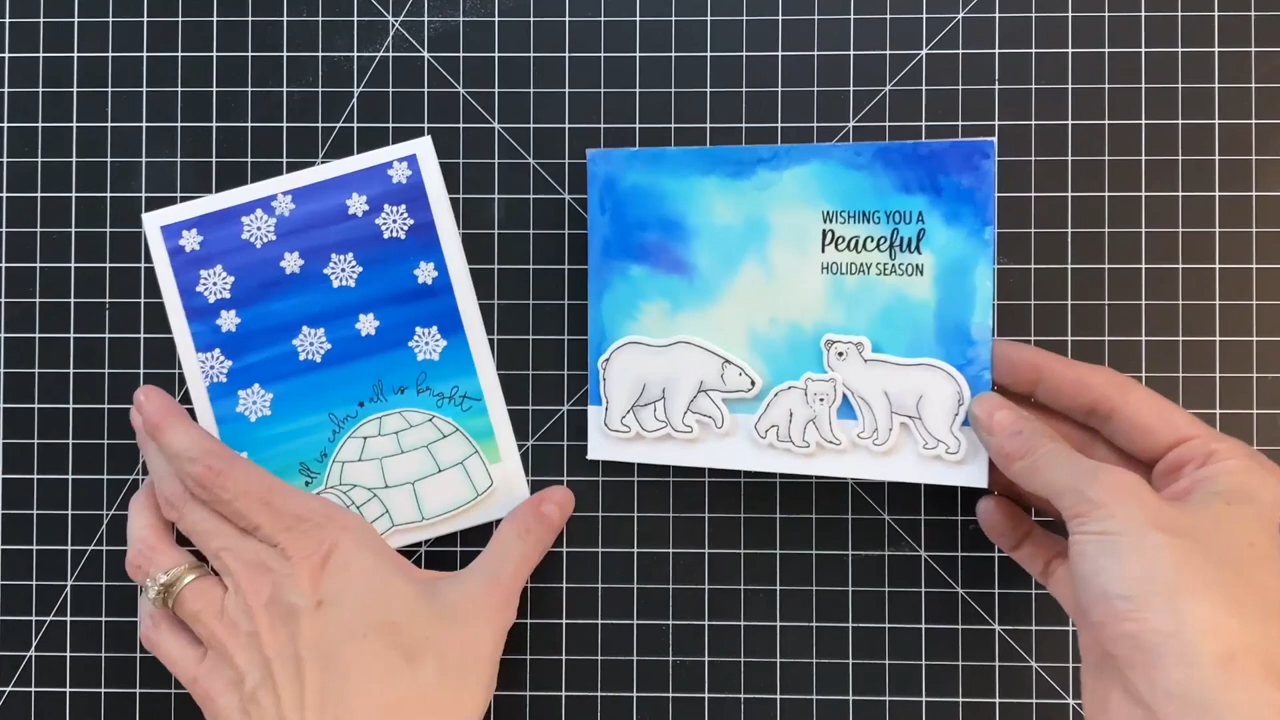 all is calm • all is bright
WISHING YOU A
Peaceful
HOLIDAY SEASON